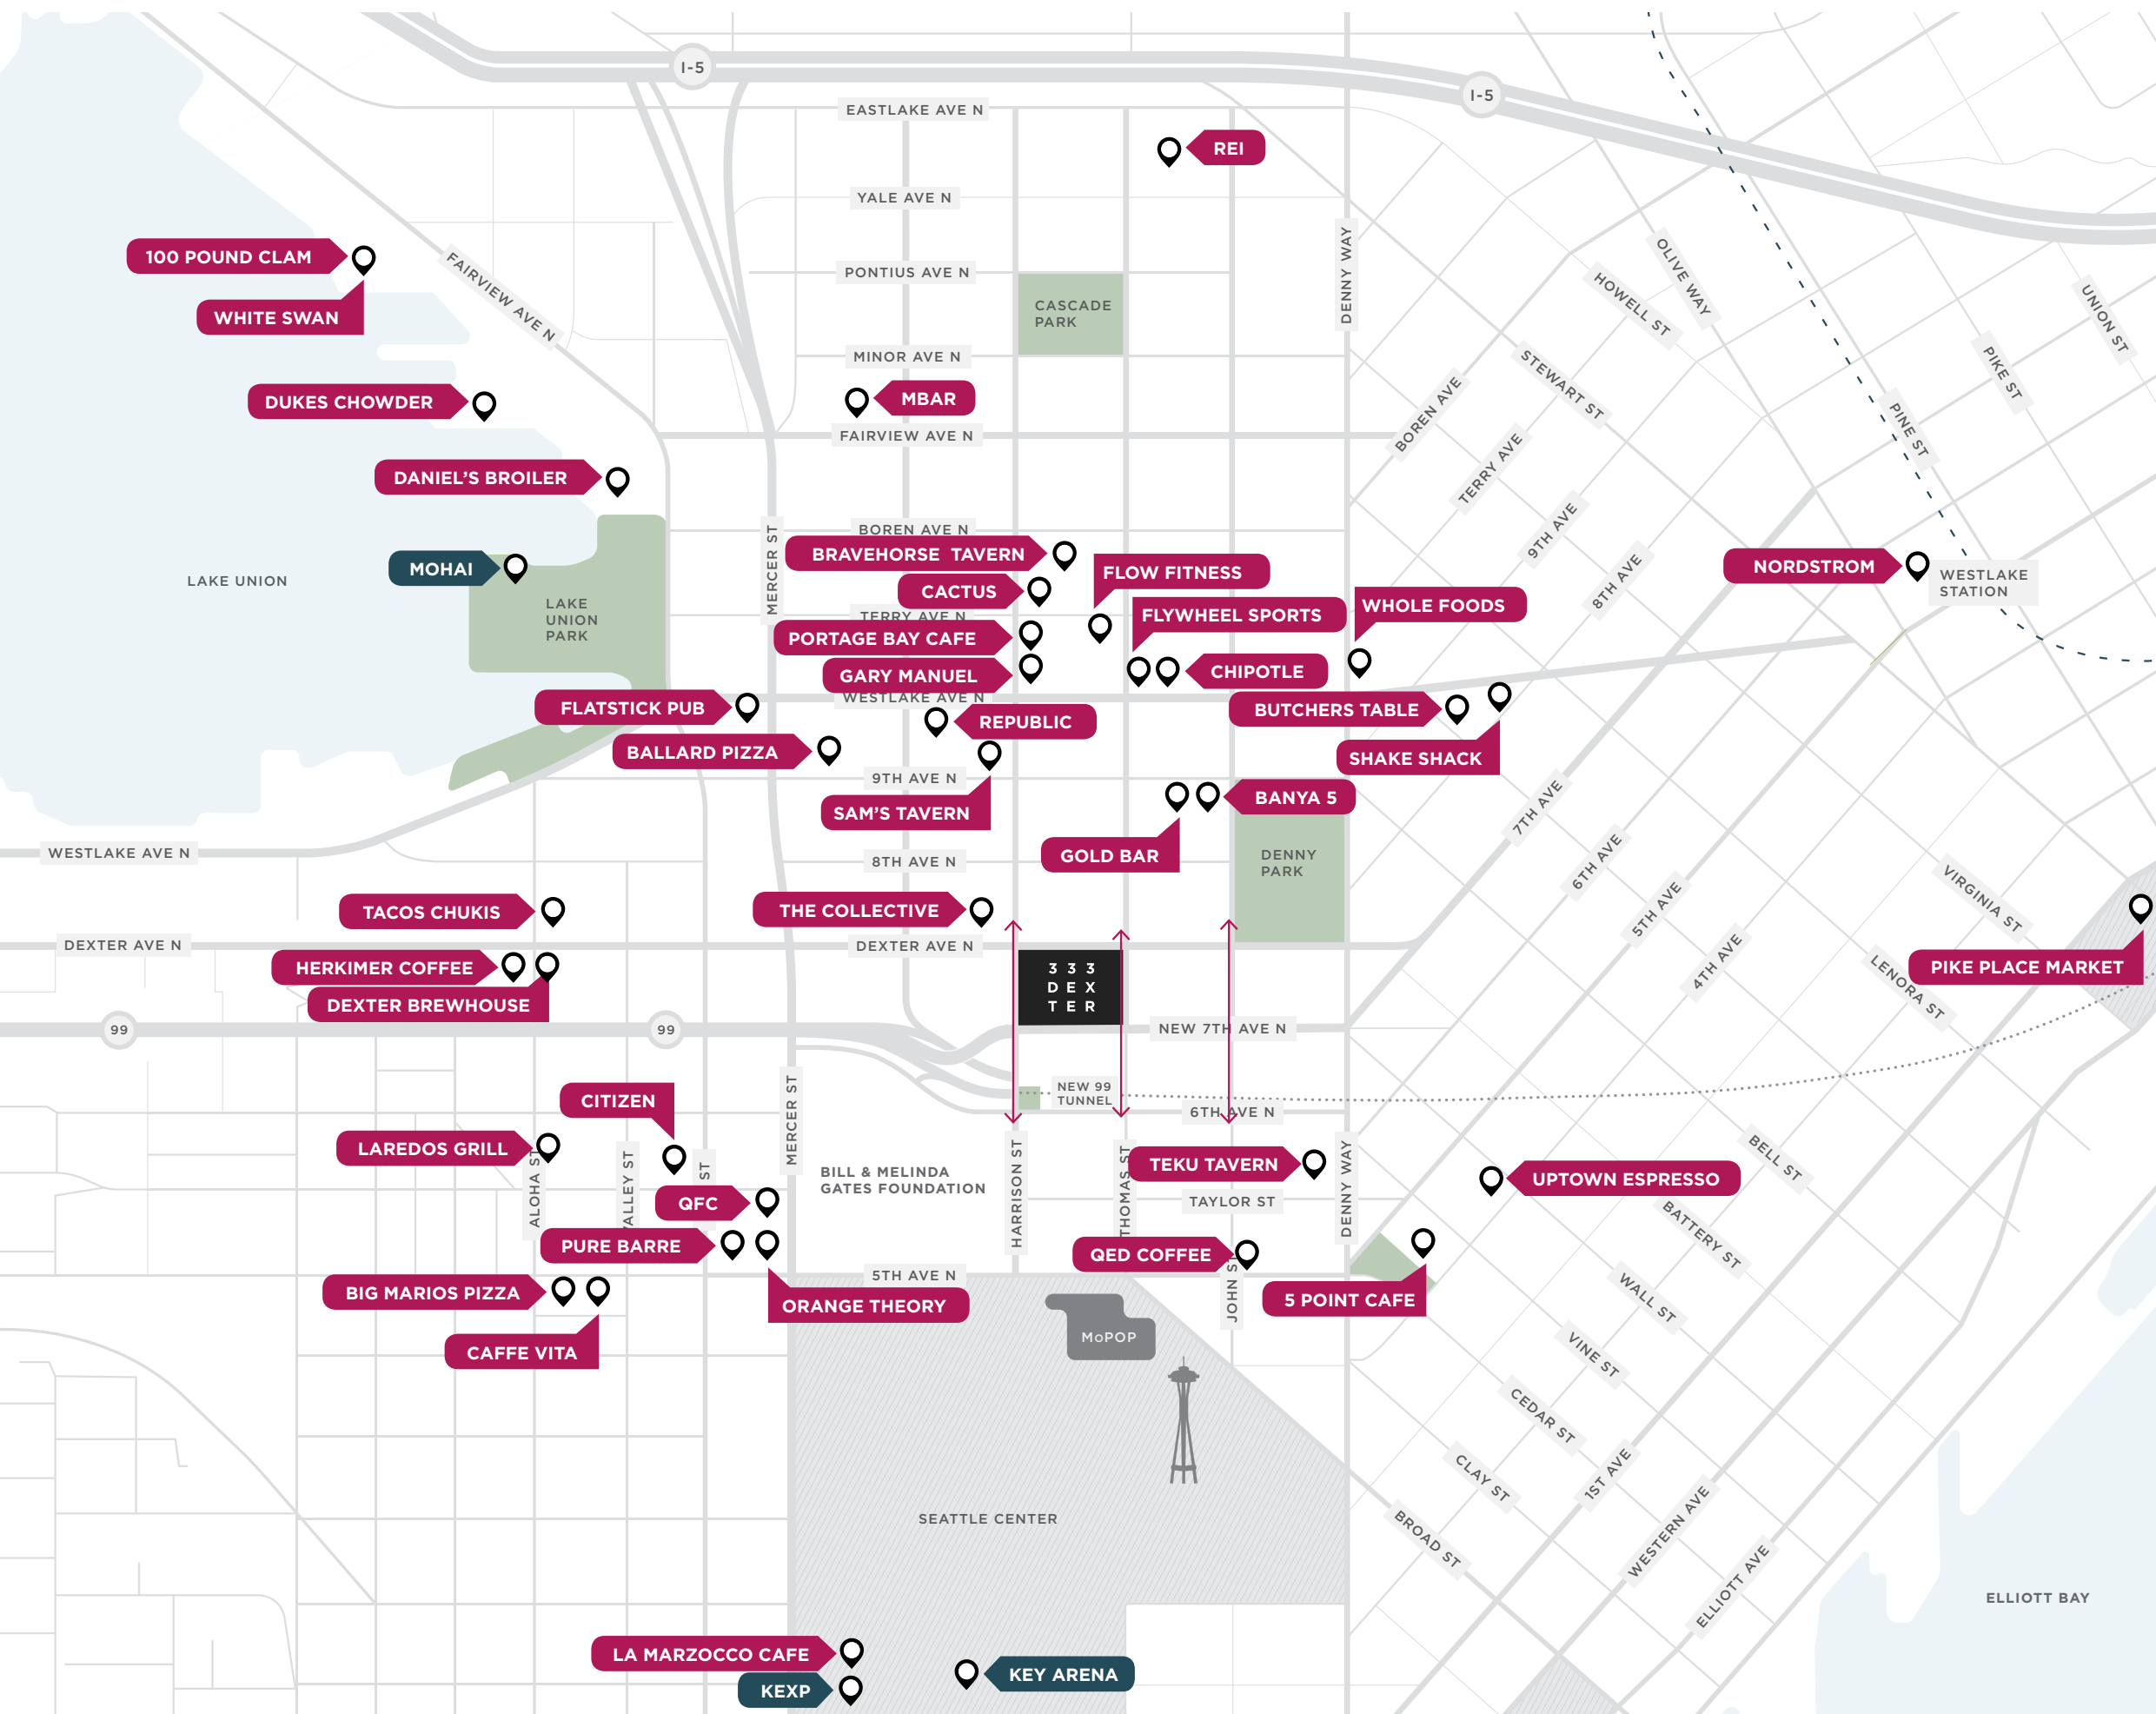 I-5
I-5
EASTLAKE AVE N
REI
YALE AVE N
100 POUND CLAM
WHITE SWAN
FAIRVIEW AVE N
PONTIUS AVE N
DENNY WAY
OLIVE WAY
HOWELL ST
UNION ST
CASCADE
PARK
MINOR AVE N
STEWART ST
PIKE ST
DUKES CHOWDER
MBAR
BOREN AVE
FAIRVIEW AVE N
PINE ST
TERRY AVE
DANIEL'S BROILER
BOREN AVE N
9TH AVE
MERCER ST
BRAVEHORSE TAVERN
MOHAI
LAKE UNION
FLOW FITNESS
8TH AVE
NORDSTROM
WESTLAKE
STATION
CACTUS
LAKE
UNION
PARK
TERRY AVE N
FLYWHEEL SPORTS
WHOLE FOODS
PORTAGE BAY CAFE
GARY MANUEL
CHIPOTLE
WESTLAKE AVE N
FLATSTICK PUB
REPUBLIC
BUTCHERS TABLE
BALLARD PIZZA
SHAKE SHACK
9TH AVE N
SAM'S TAVERN
BANYA 5
7TH AVE
WESTLAKE AVE N
8TH AVE N
GOLD BAR
DENNY
PARK
6TH AVE
5TH AVE
VIRGINIA ST
TACOS CHUKIS
THE COLLECTIVE
DEXTER AVE N
DEXTER AVE N
4TH AVE
LENORA ST
PIKE PLACE MARKET
HERKIMER COFFEE
DEXTER BREWHOUSE
3 3 3
D E X
T E R
99
99
NEW 7TH AVE N
NEW 99
TUNNEL
6TH AVE N
CITIZEN
MERCER ST
LAREDOS GRILL
ALOHA ST
VALLEY ST
ST
BILL & MELINDA
GATES FOUNDATION
HARRISON ST
THOMAS ST
TEKU TAVERN
DENNY WAY
UPTOWN ESPRESSO
BELL ST
QFC
TAYLOR ST
BATTERY ST
PURE BARRE
QED COFFEE
5TH AVE N
JOHN ST
BIG MARIOS PIZZA
ORANGE THEORY
5 POINT CAFE
WALL ST
MoPOP
CAFFE VITA
VINE ST
CEDAR ST
CLAY ST
1ST AVE
SEATTLE CENTER
BROAD ST
WESTERN AVE
ELLIOTT AVE
ELLIOTT BAY
LA MARZOCCO CAFE
KEY ARENA
KEXP